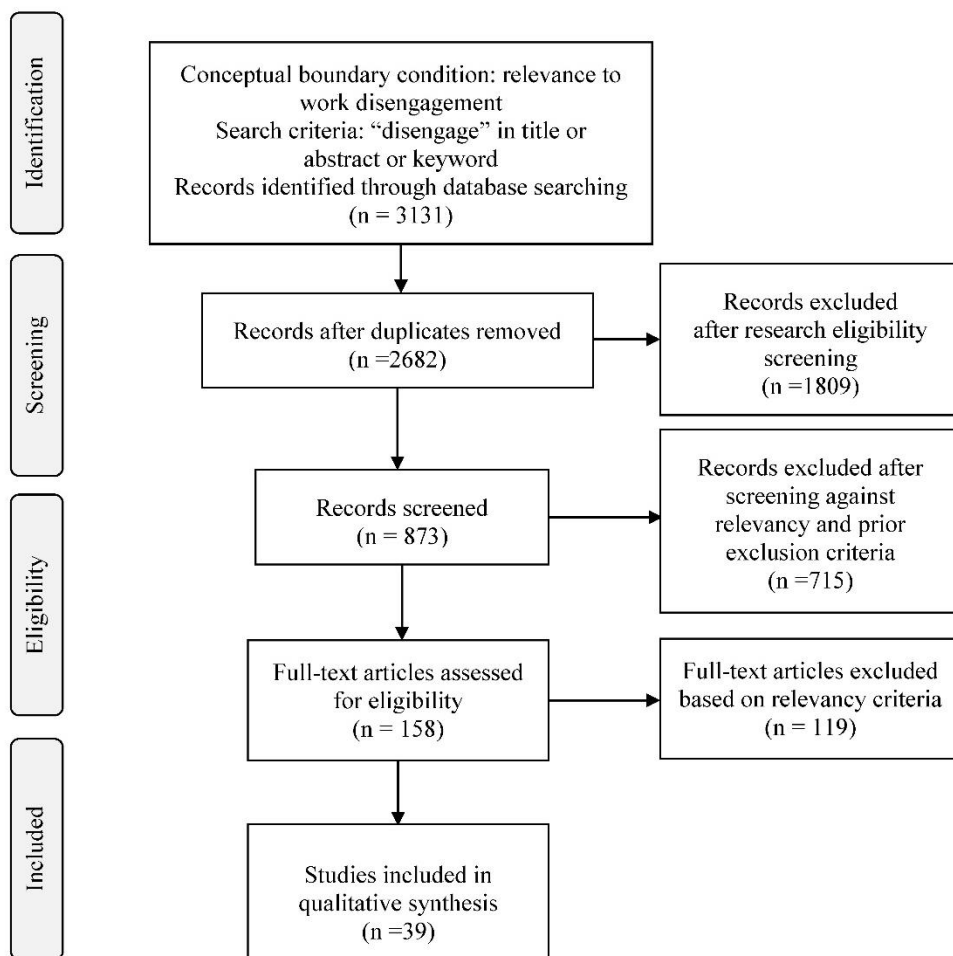 Identification
Conceptual boundary condition: relevance to
work disengagement
Search criteria: “disengage” in title or
abstract or keyword
Records identified through database searching
(n = 3131)
Screening
Records after duplicates removed
(n =2682)
Records excluded
after research eligibility
screening
(n =1809)
Records screened
(n = 873)
Records excluded after
screening against
relevancy and prior
exclusion criteria
(n =715)
Eligibility
Full-text articles assessed
for eligibility
(n = 158)
Full-text articles excluded
based on relevancy criteria
(n = 119)
Included
Studies included in
qualitative synthesis
(n =39)